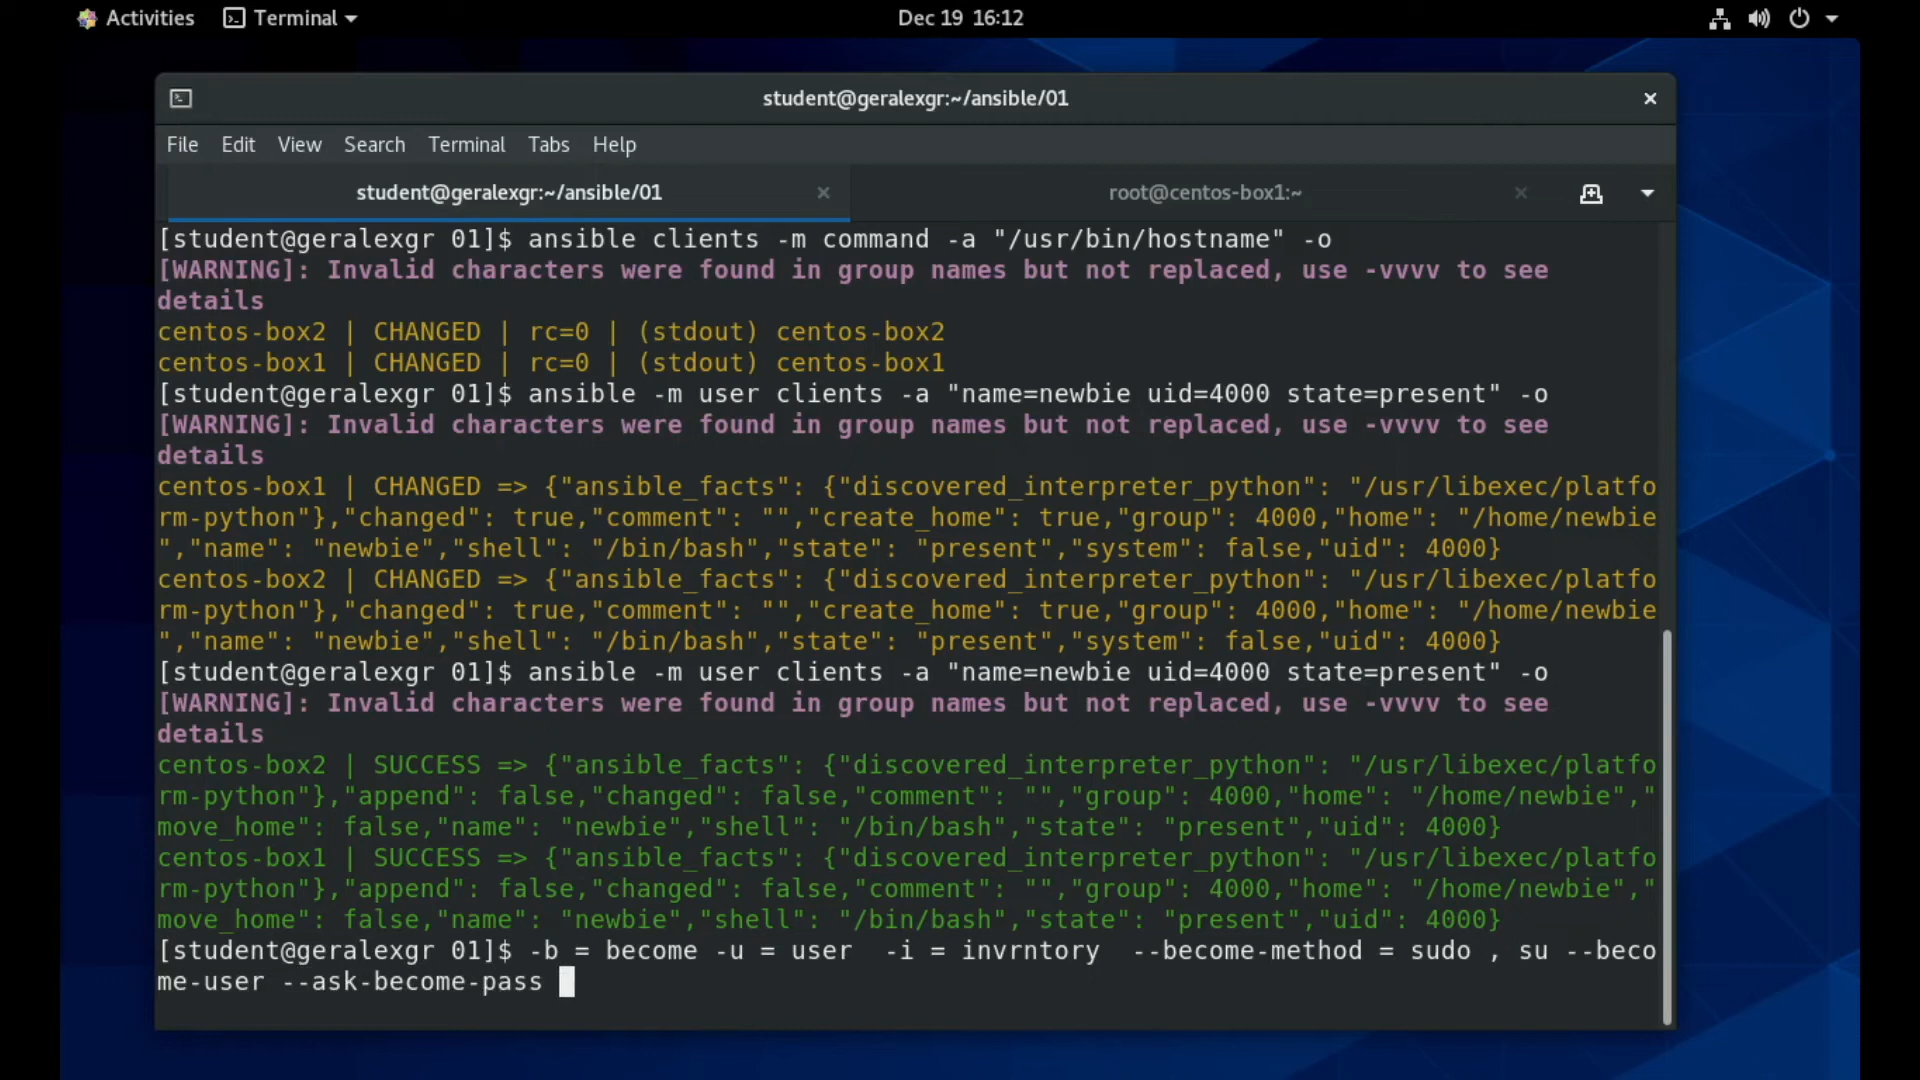 Activities Terminal Dec 19 16:12
student@geralexgr:~/ansible/01
File Edit View Search Terminal Tabs Help
student@geralexgr:~/ansible/01 root@centos-box1:~
[student@geralexgr 01]$ ansible clients -m command -a "/usr/bin/hostname" -o
[WARNING]: Invalid characters were found in group names but not replaced, use -vvvv to see
details
centos-box2 | CHANGED | rc=0 | (stdout) centos-box2
centos-box1 | CHANGED | rc=0 | (stdout) centos-box1
[student@geralexgr 01]$ ansible -m user clients -a "name=newbie uid=4000 state=present" -o
[WARNING]: Invalid characters were found in group names but not replaced, use -vvvv to see
details
centos-box1 | CHANGED => {"ansible_facts": {"discovered_interpreter_python": "/usr/libexec/platfo
rm-python"},"changed": true,"comment": "","create_home": true,"group": 4000,"home": "/home/newbie
","name": "newbie","shell": "/bin/bash","state": "present","system": false,"uid": 4000}
centos-box2 | CHANGED => {"ansible_facts": {"discovered_interpreter_python": "/usr/libexec/platfo
rm-python"},"changed": true,"comment": "","create_home": true,"group": 4000,"home": "/home/newbie
","name": "newbie","shell": "/bin/bash","state": "present","system": false,"uid": 4000}
[student@geralexgr 01]$ ansible -m user clients -a "name=newbie uid=4000 state=present" -o
[WARNING]: Invalid characters were found in group names but not replaced, use -vvvv to see
details
centos-box2 | SUCCESS => {"ansible_facts": {"discovered_interpreter_python": "/usr/libexec/platfo
rm-python"},"append": false,"changed": false,"comment": "","group": 4000,"home": "/home/newbie","
move_home": false,"name": "newbie","shell": "/bin/bash","state": "present","uid": 4000}
centos-box1 | SUCCESS => {"ansible_facts": {"discovered_interpreter_python": "/usr/libexec/platfo
rm-python"},"append": false,"changed": false,"comment": "","group": 4000,"home": "/home/newbie","
move_home": false,"name": "newbie","shell": "/bin/bash","state": "present","uid": 4000}
[student@geralexgr 01]$ -b = become -u = user  -i = invrntory  --become-method = sudo , su --beco
me-user --ask-become-pass